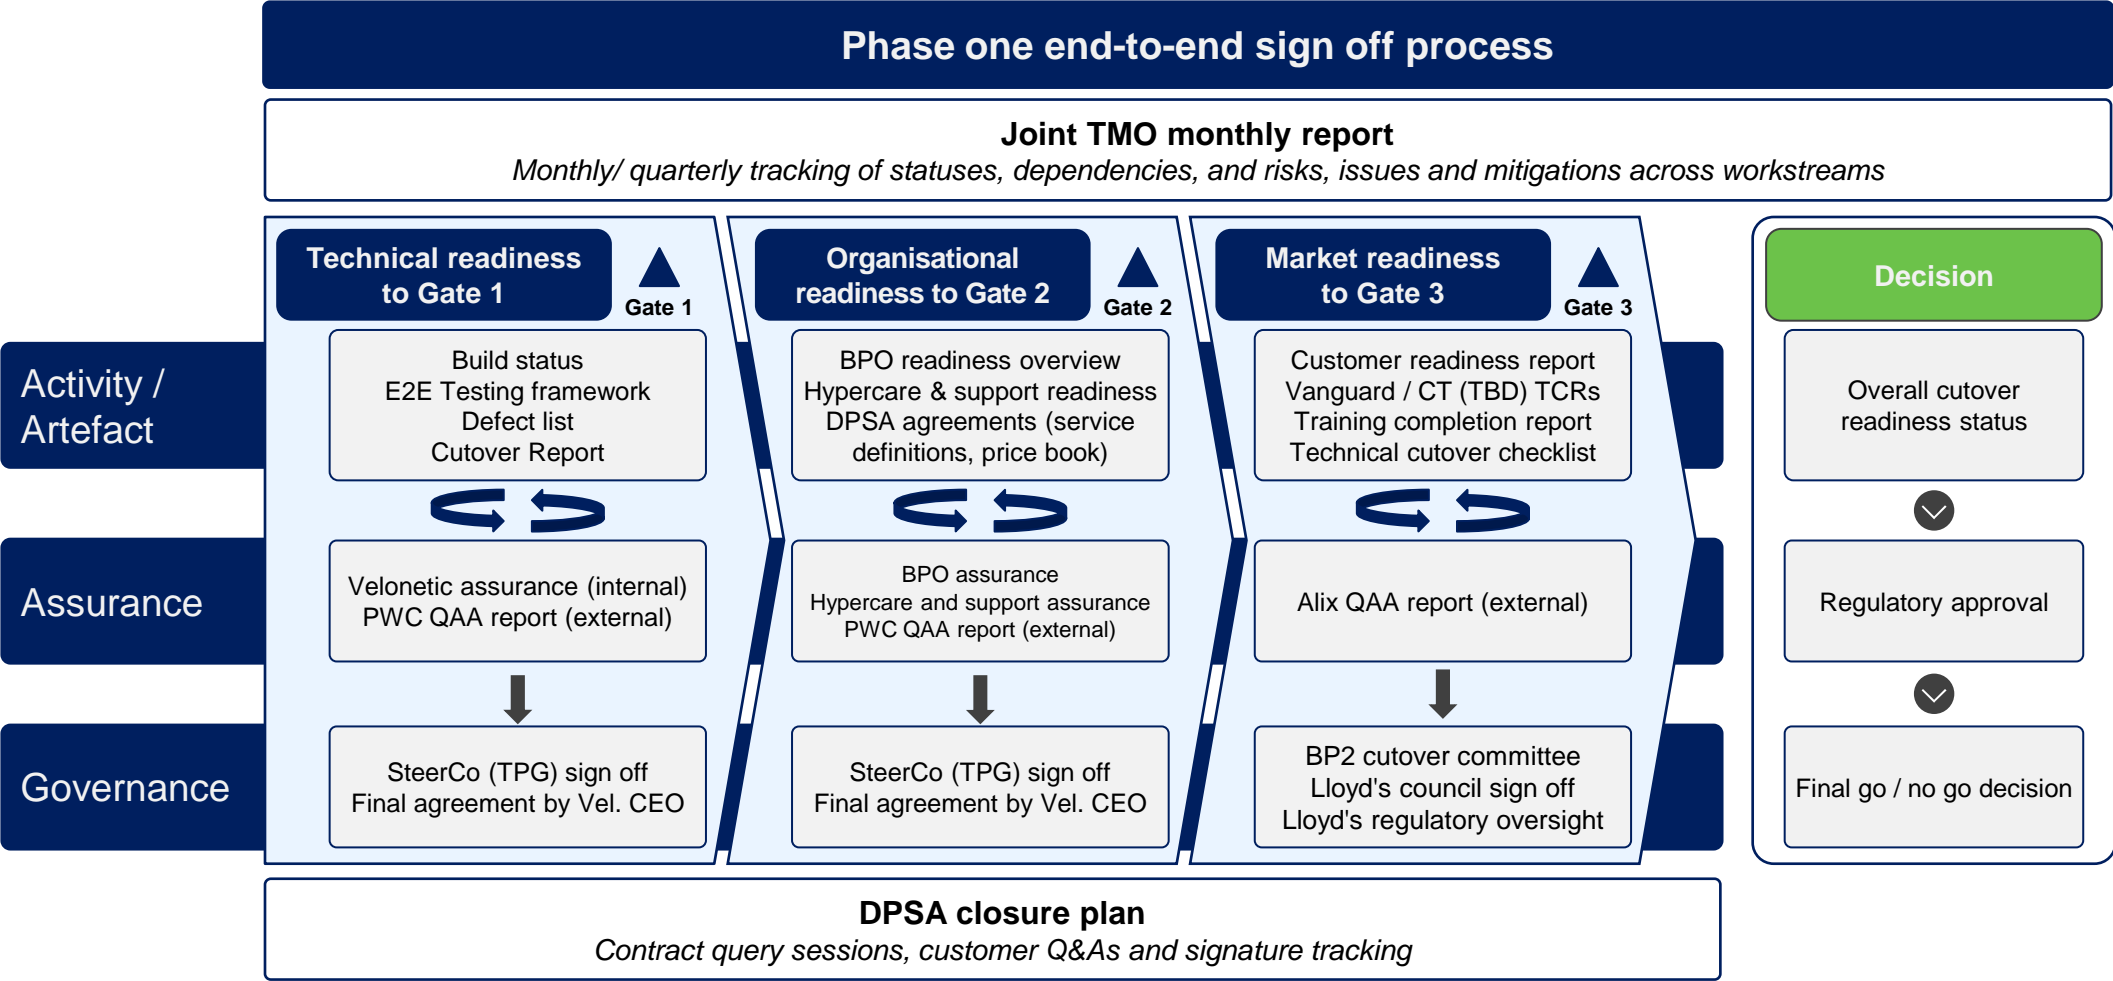 Phase one end-to-end sign off process
Joint TMO monthly report
Monthly/ quarterly tracking of statuses, dependencies, and risks, issues and mitigations across workstreams
Technical readiness
to Gate 1
Gate 1
Organisational
readiness to Gate 2
Gate 2
Market readiness
to Gate 3
Gate 3
Decision
Activity /
Artefact
Build status
E2E Testing framework
Defect list
Cutover Report
BPO readiness overview
Hypercare & support readiness
DPSA agreements (service
definitions, price book)
Customer readiness report
Vanguard / CT (TBD) TCRs
Training completion report
Technical cutover checklist
Overall cutover
readiness status
Assurance
Velonetic assurance (internal)
PWC QAA report (external)
BPO assurance
Hypercare and support assurance
PWC QAA report (external)
Alix QAA report (external)
Regulatory approval
Governance
SteerCo (TPG) sign off
Final agreement by Vel. CEO
SteerCo (TPG) sign off
Final agreement by Vel. CEO
BP2 cutover committee
Lloyd's council sign off
Lloyd's regulatory oversight
Final go / no go decision
DPSA closure plan
Contract query sessions, customer Q&As and signature tracking